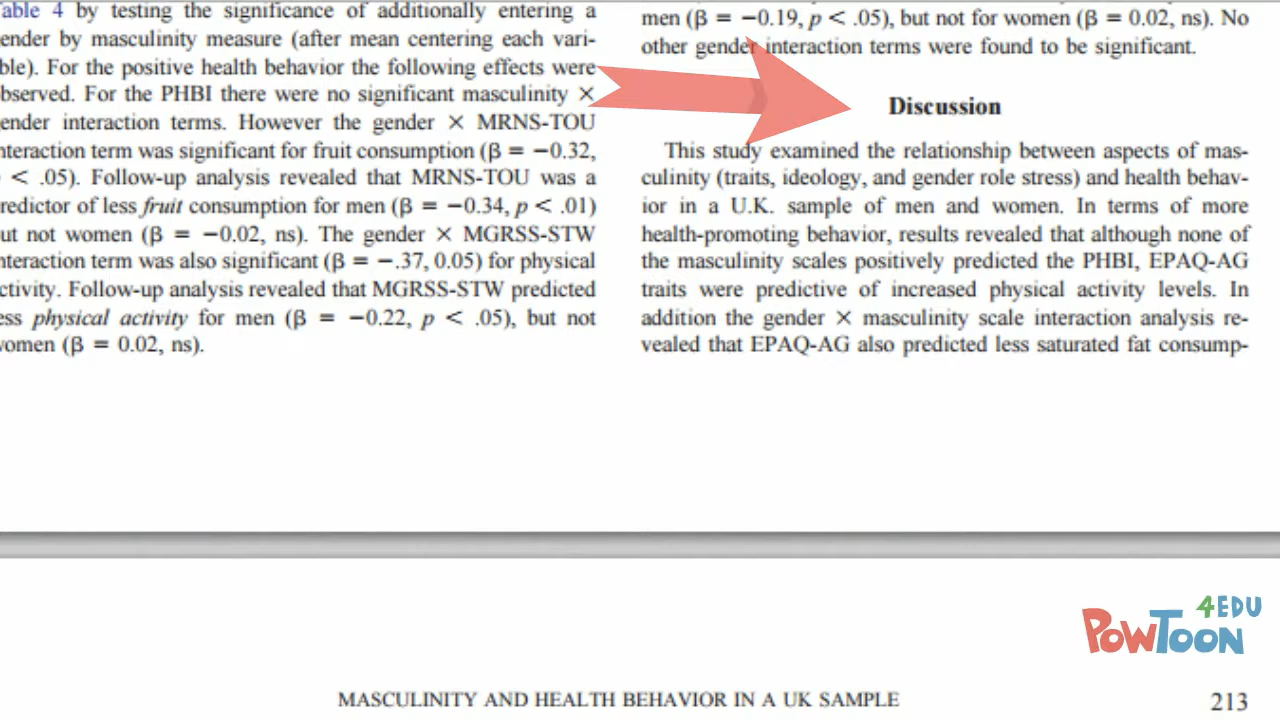 Table 4 by testing the significance of additionally entering a
ender by masculinity measure (after mean centering each vari-
ble). For the positive health behavior the following effects were
bserved. For the PHBI there were no significant masculinity ×
ender interaction terms. However the gender × MRNS-TOU
nteraction term was significant for fruit consumption (β = −0.32,
< .05). Follow-up analysis revealed that MRNS-TOU was a
redictor of less fruit consumption for men (β = −0.34, p < .01)
ut not women (β = −0.02, ns). The gender × MGRSS-STW
nteraction term was also significant (β = −.37, 0.05) for physical
ctivity. Follow-up analysis revealed that MGRSS-STW predicted
ess physical activity for men (β = −0.22, p < .05), but not
women (β = 0.02, ns).
men (β = −0.19, p < .05), but not for women (β = 0.02, ns). No
other gender interaction terms were found to be significant.
Discussion
This study examined the relationship between aspects of mas-
culinity (traits, ideology, and gender role stress) and health behav-
ior in a U.K. sample of men and women. In terms of more
health-promoting behavior, results revealed that although none of
the masculinity scales positively predicted the PHBI, EPAQ-AG
traits were predictive of increased physical activity levels. In
addition the gender × masculinity scale interaction analysis re-
vealed that EPAQ-AG also predicted less saturated fat consump-
4EDU
POWTOON
MASCULINITY AND HEALTH BEHAVIOR IN A UK SAMPLE
213